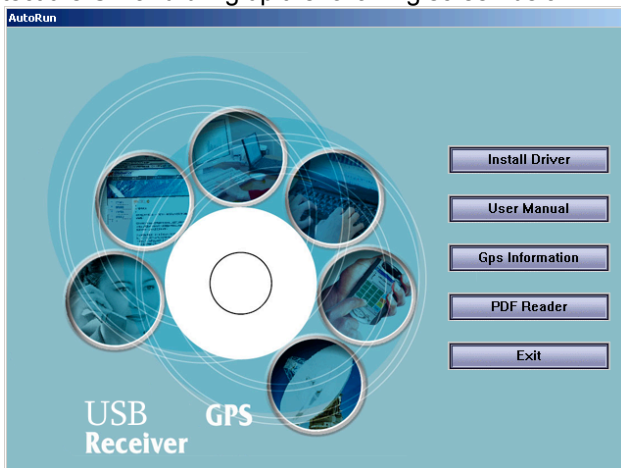 AutoRun
Install Driver
User Manual
Gps Information
PDF Reader
Exit
USB GPS
Receiver